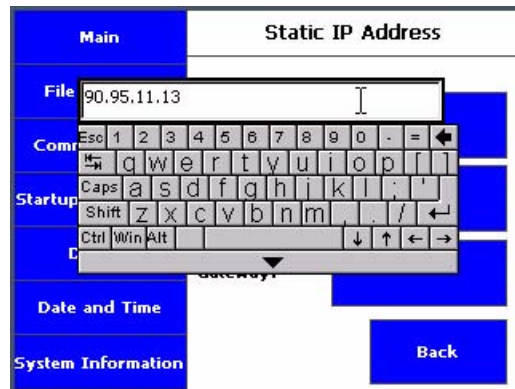 Main
Static IP Address
File
90.95.11.13
Esc 1 2 3 4 5 6 7 8 9 0 - =
q w e r t y u i o p [ ]
Caps a s d f g h j k l ; '
Shift z x c v b n m , . /
Ctrl Win Alt
Startup
Gateway:
Date and Time
System Information
Back